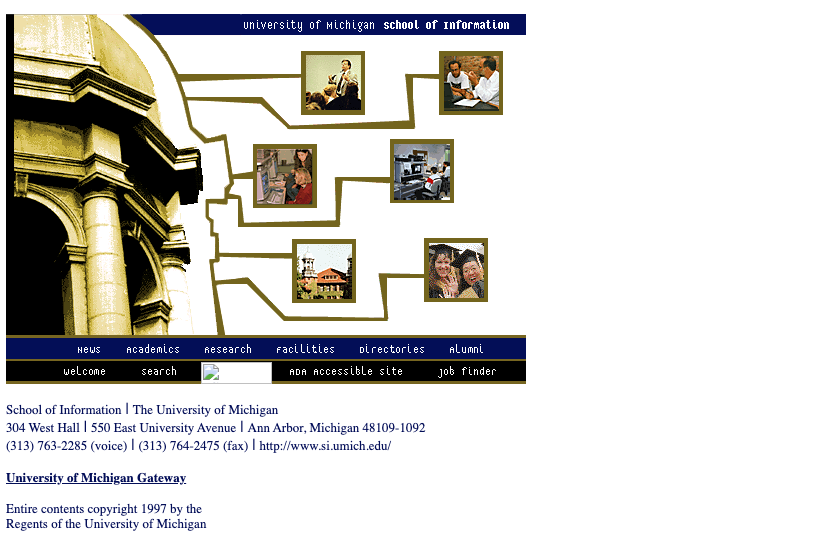 University of Michigan School of Information
News Academics Research Facilities Directories Alumni
Welcome Search ADA Accessible Site Job Finder
School of Information | The University of Michigan
304 West Hall | 550 East University Avenue | Ann Arbor, Michigan 48109-1092
(313) 763-2285 (voice) | (313) 764-2475 (fax) | http://www.si.umich.edu/
University of Michigan Gateway
Entire contents copyright 1997 by the
Regents of the University of Michigan